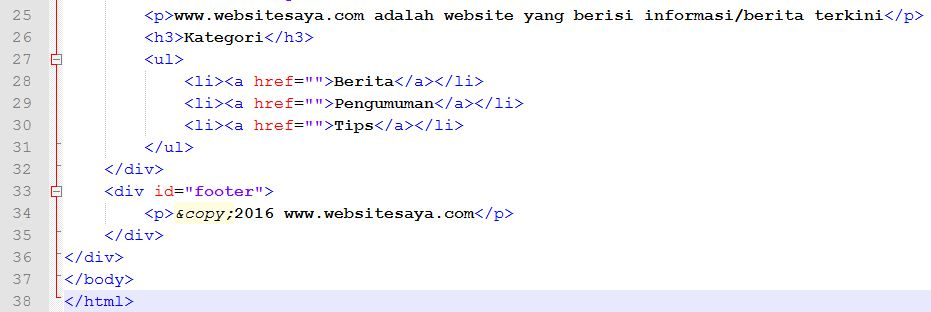 25 <p>www.websitesaya.com adalah website yang berisi informasi/berita terkini</p>
26 <h3>Kategori</h3>
27 <ul>
28 <li><a href="">Berita</a></li>
29 <li><a href="">Pengumuman</a></li>
30 <li><a href="">Tips</a></li>
31 </ul>
32 </div>
33 <div id="footer">
34 <p>&copy;2016 www.websitesaya.com</p>
35 </div>
36 </div>
37 </body>
38 </html>